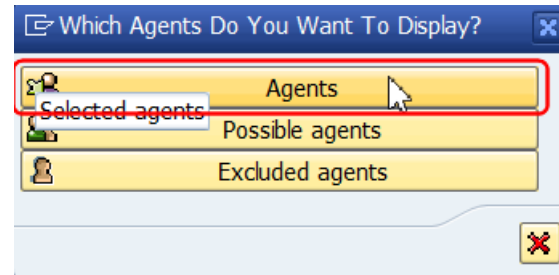 Which Agents Do You Want To Display?
Agents
Selected agents
Possible agents
Excluded agents